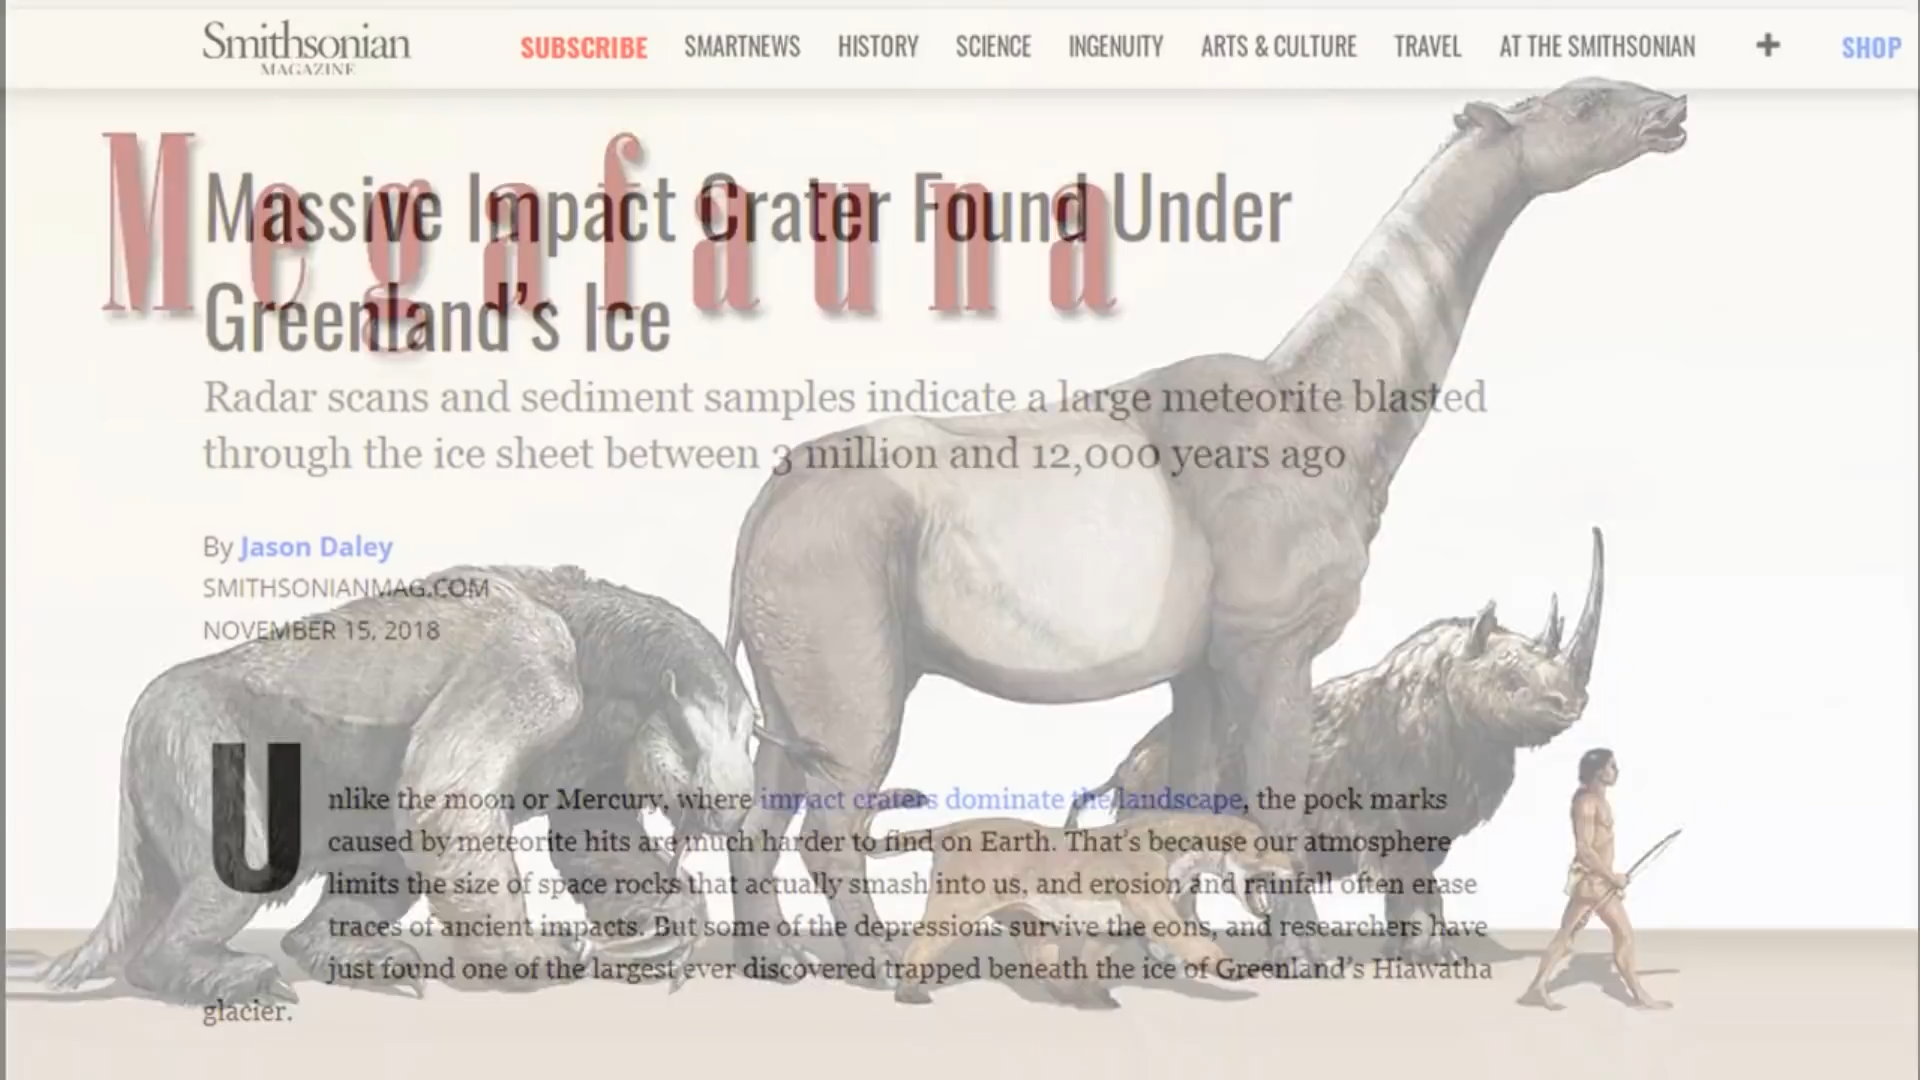 Smithsonian
MAGAZINE
SUBSCRIBE SMARTNEWS HISTORY SCIENCE INGENUITY ARTS & CULTURE TRAVEL AT THE SMITHSONIAN + SHOP
Megafauna
Massive Impact Crater Found Under
Greenland's Ice
Radar scans and sediment samples indicate a large meteorite blasted
through the ice sheet between 3 million and 12,000 years ago
By Jason Daley
SMITHSONIANMAG.COM
NOVEMBER 15, 2018
Unlike the moon or Mercury, where impact craters dominate the landscape, the pock marks
caused by meteorite hits are much harder to find on Earth. That's because our atmosphere
limits the size of space rocks that actually smash into us, and erosion and rainfall often erase
traces of ancient impacts. But some of the depressions survive the eons, and researchers have
just found one of the largest ever discovered trapped beneath the ice of Greenland's Hiawatha
glacier.